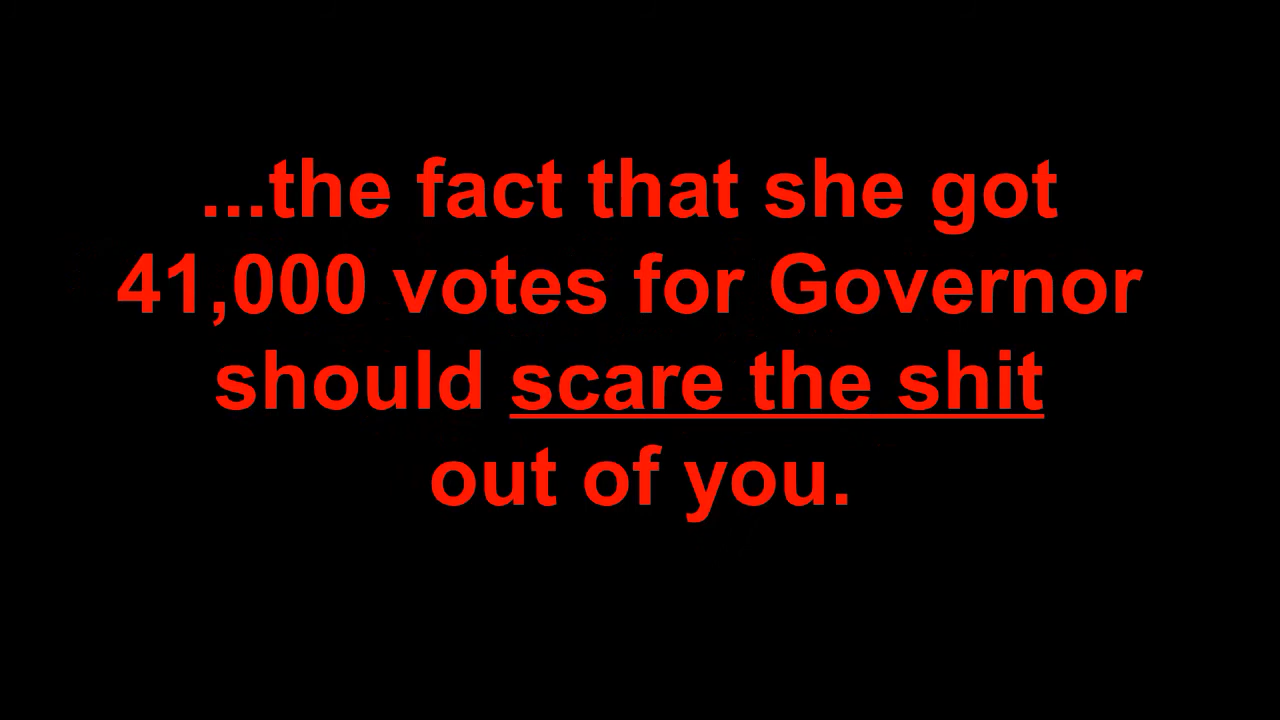 ...the fact that she got
41,000 votes for Governor
should scare the shit
out of you.